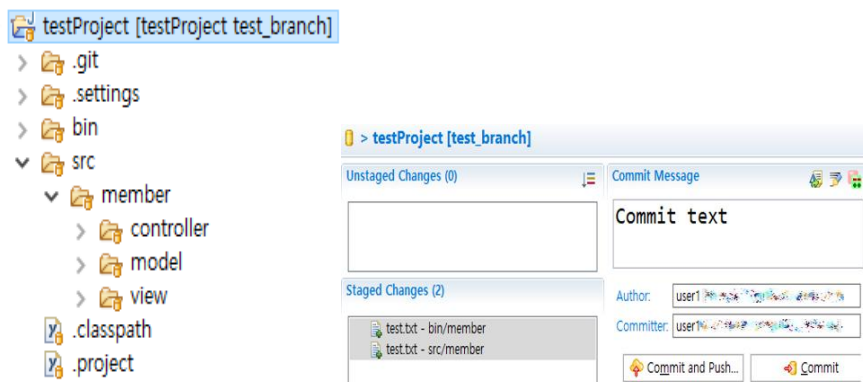 testProject [testProject test_branch]
.git
.settings
bin
src
member
controller
model
view
.classpath
.project
> testProject [test_branch]
Unstaged Changes (0)
Staged Changes (2)
test.txt - bin/member
test.txt - src/member
Commit Message
Commit text
Author: user1
Committer: user1
Commit and Push...
Commit